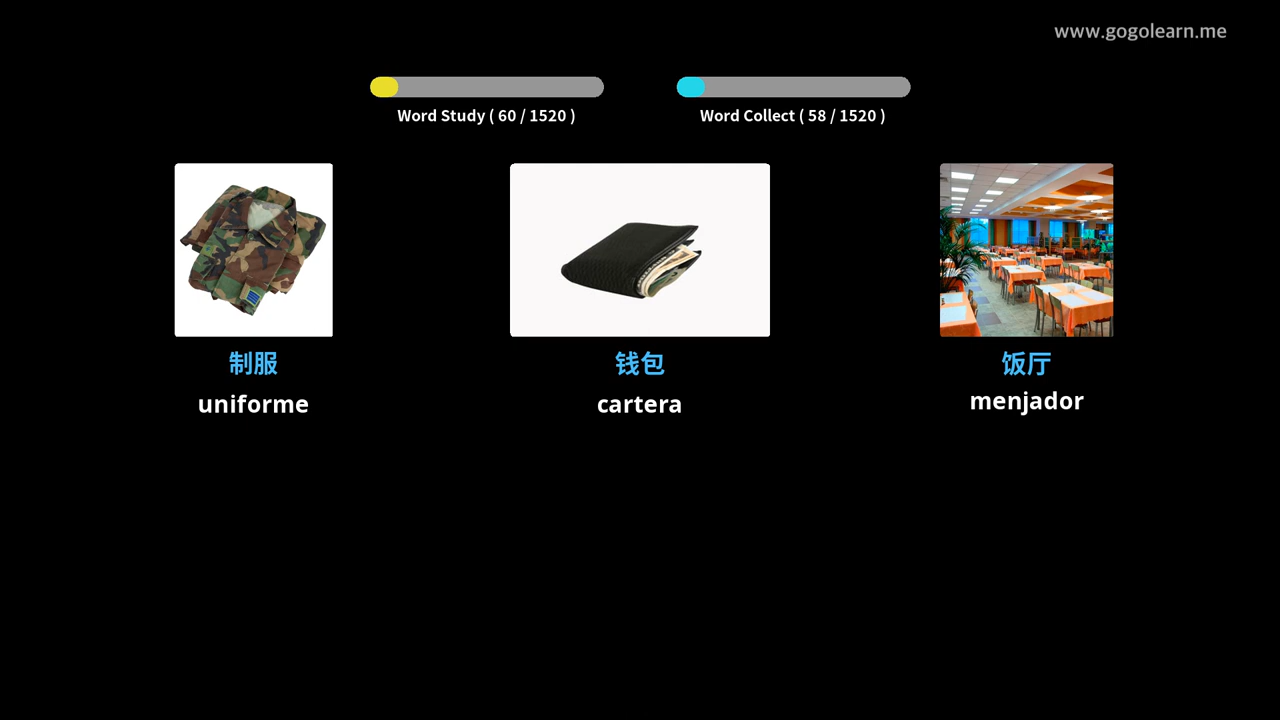 www.gogolearn.me
Word Study ( 60 / 1520 )
Word Collect ( 58 / 1520 )
制服
钱包
饭厅
uniforme
cartera
menjador